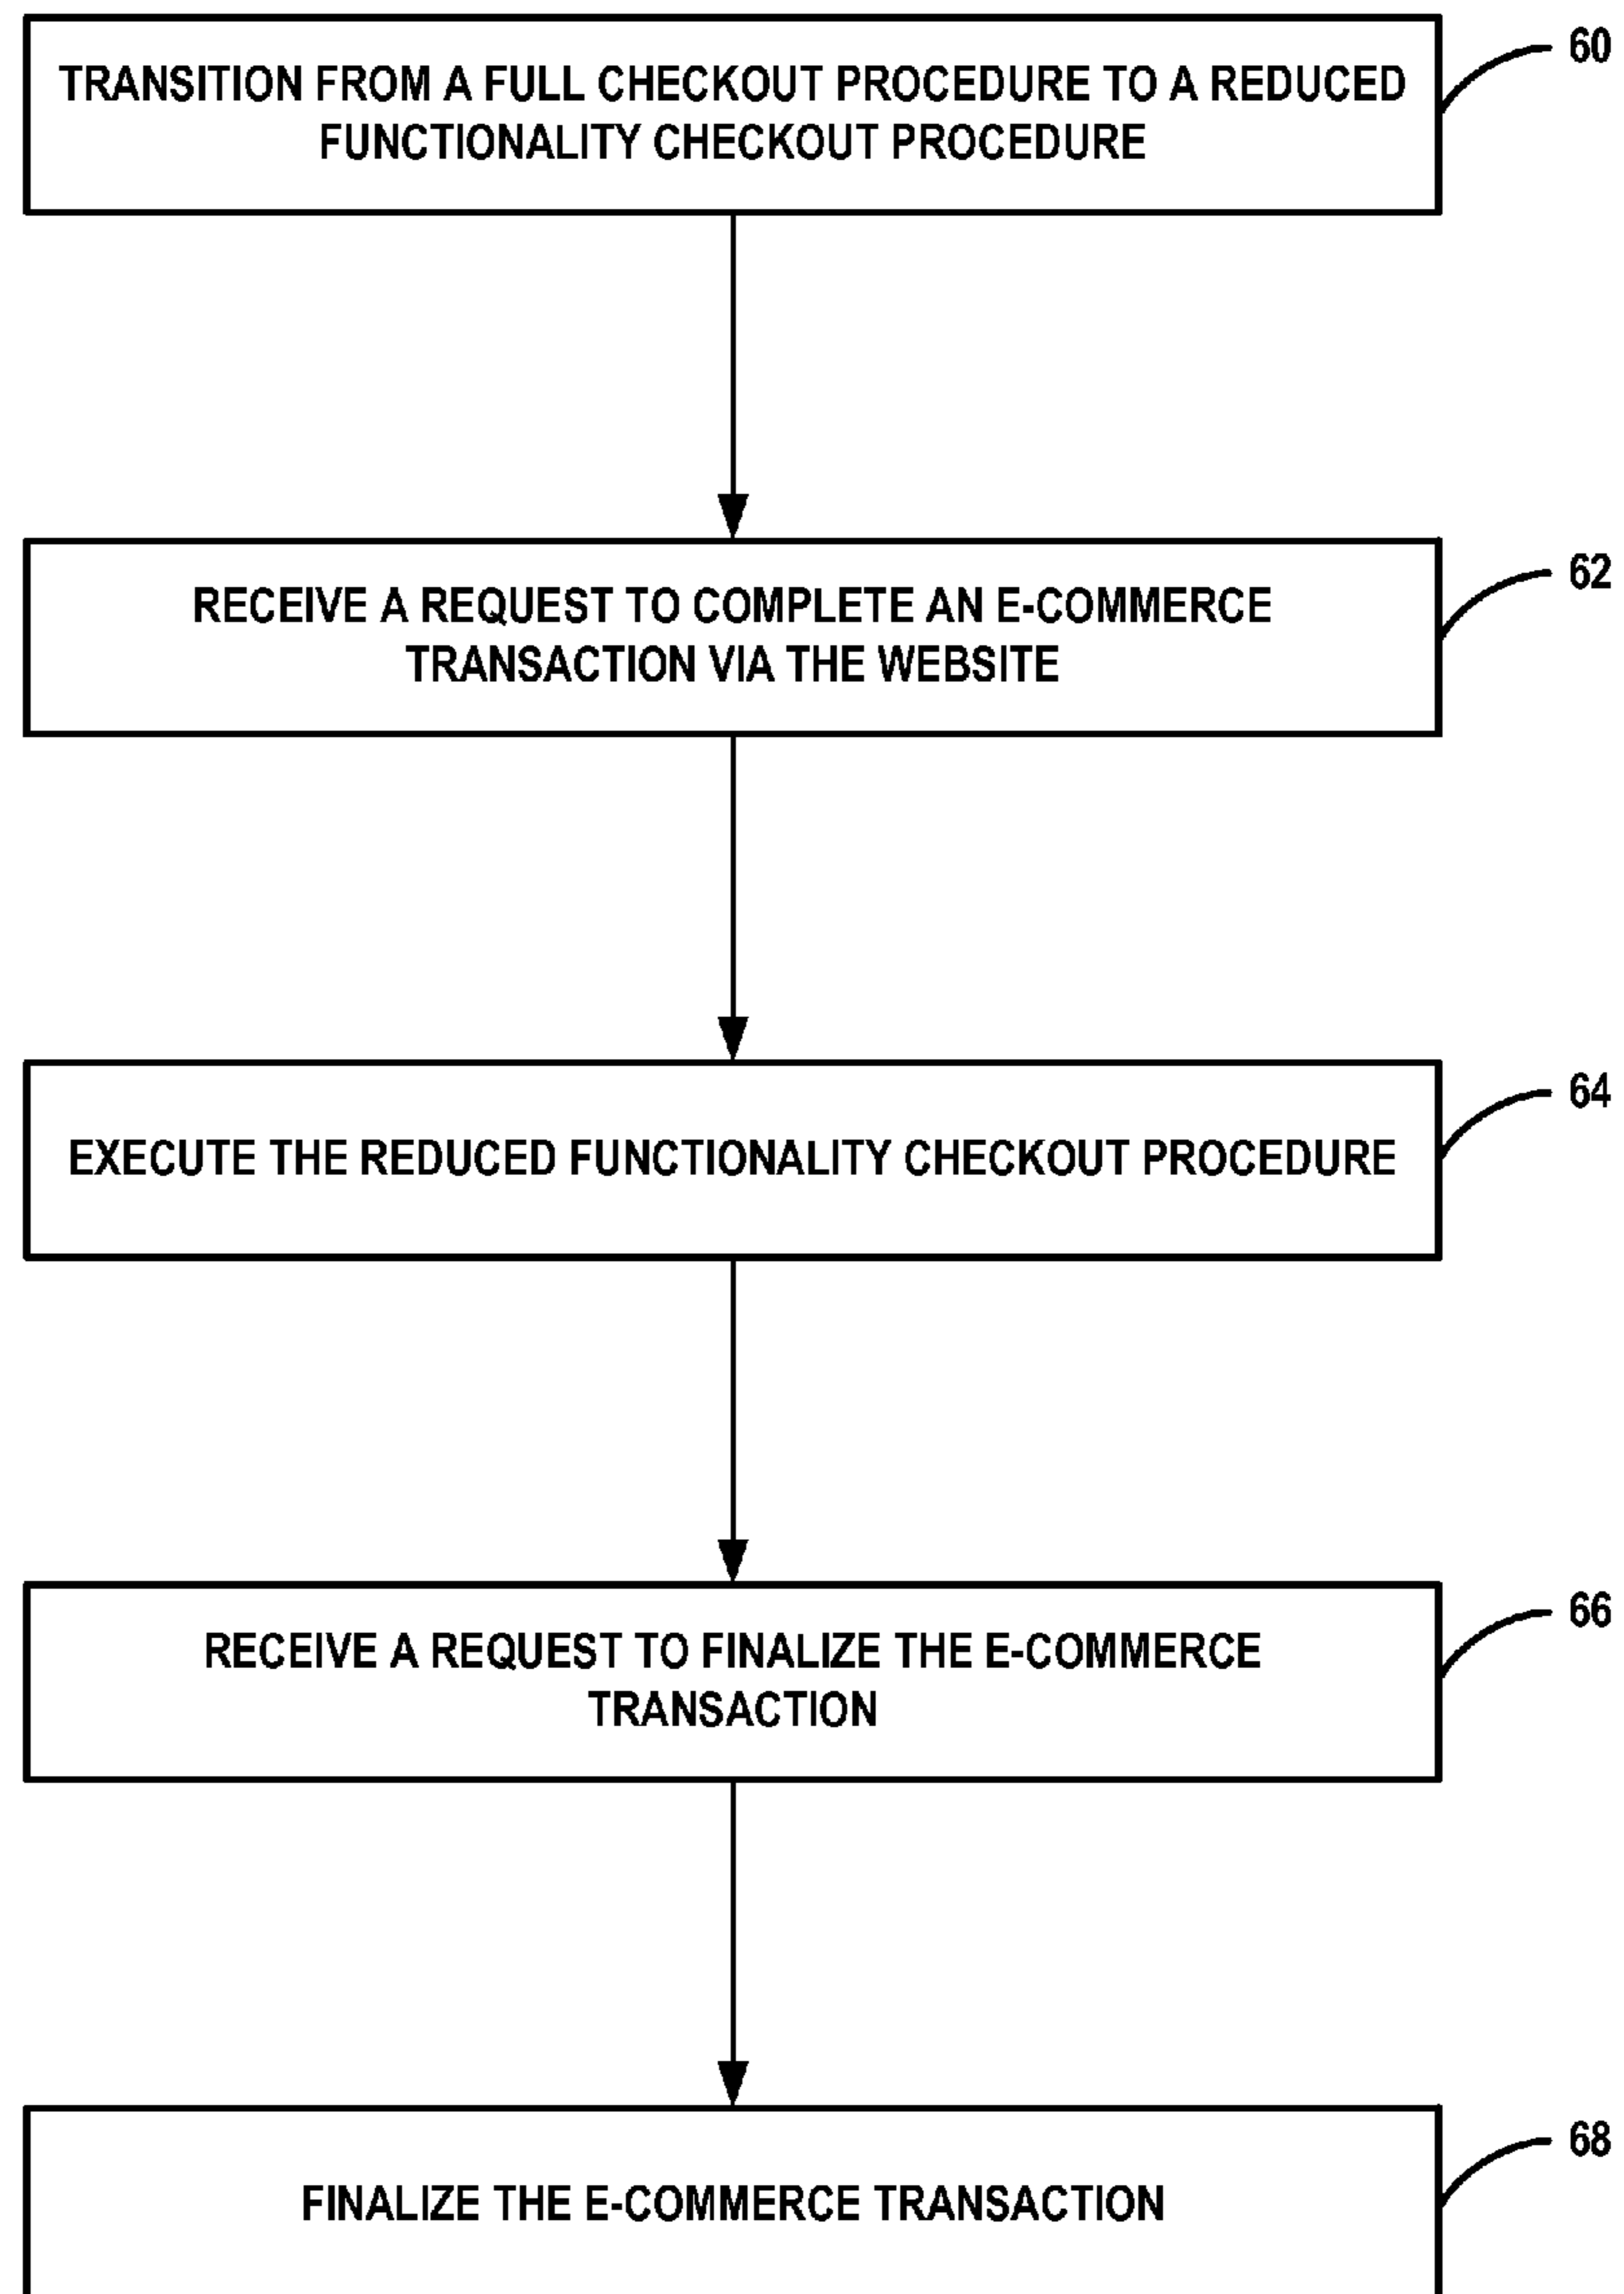 60
TRANSITION FROM A FULL CHECKOUT PROCEDURE TO A REDUCED
FUNCTIONALITY CHECKOUT PROCEDURE
62
RECEIVE A REQUEST TO COMPLETE AN E-COMMERCE
TRANSACTION VIA THE WEBSITE
64
EXECUTE THE REDUCED FUNCTIONALITY CHECKOUT PROCEDURE
66
RECEIVE A REQUEST TO FINALIZE THE E-COMMERCE
TRANSACTION
68
FINALIZE THE E-COMMERCE TRANSACTION